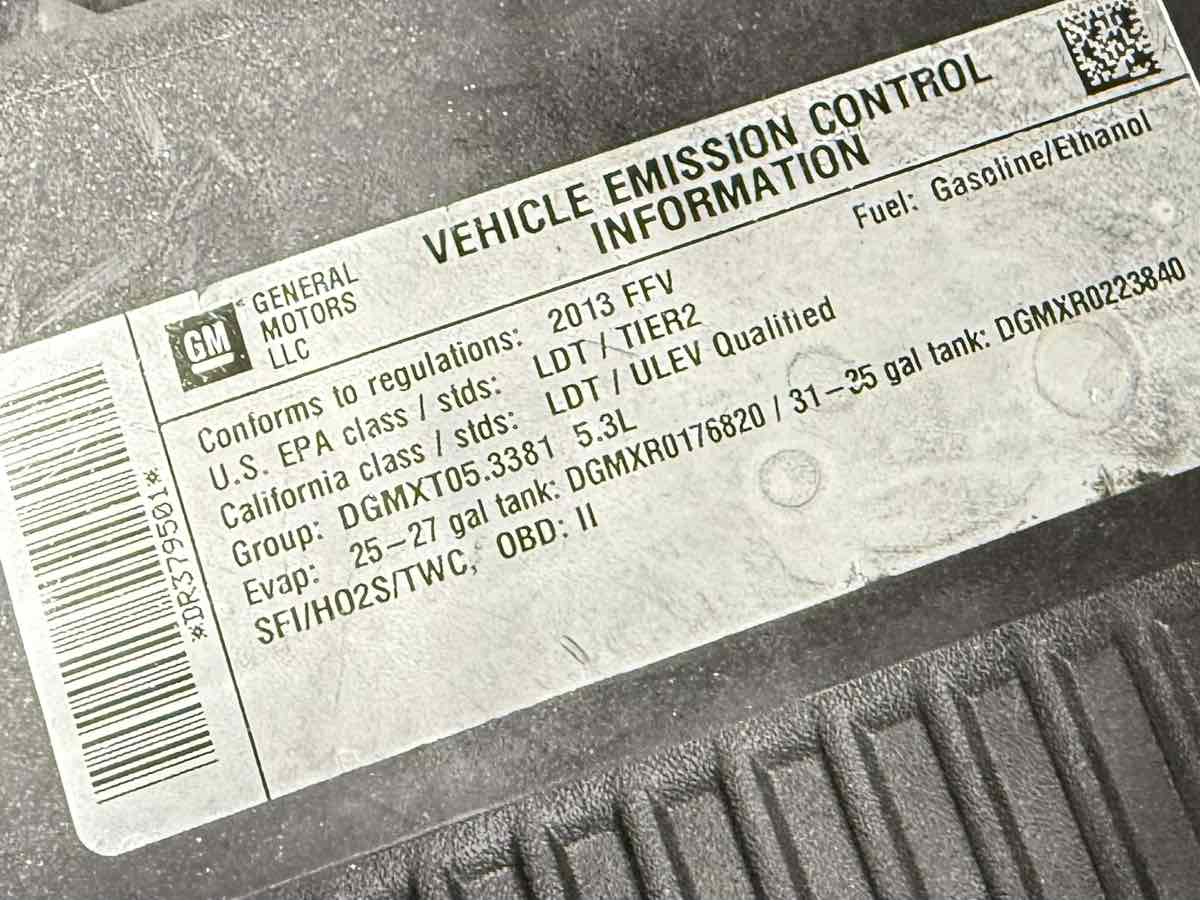 VEHICLE EMISSION CONTROL
INFORMATION
GM
GENERAL
MOTORS
LLC
Fuel: Gasoline/Ethanol
Conforms to regulations: 2013 FFV
U.S. EPA class / stds: LDT / TIER2
California class / stds: LDT / ULEV Qualified
Group: DGMXT05.3381 5.3L
Evap: 25-27 gal tank: DGMXR0176820 / 31-35 gal tank: DGMXR0223840
SFI/HO2S/TWC, OBD: II
*DR3795501*